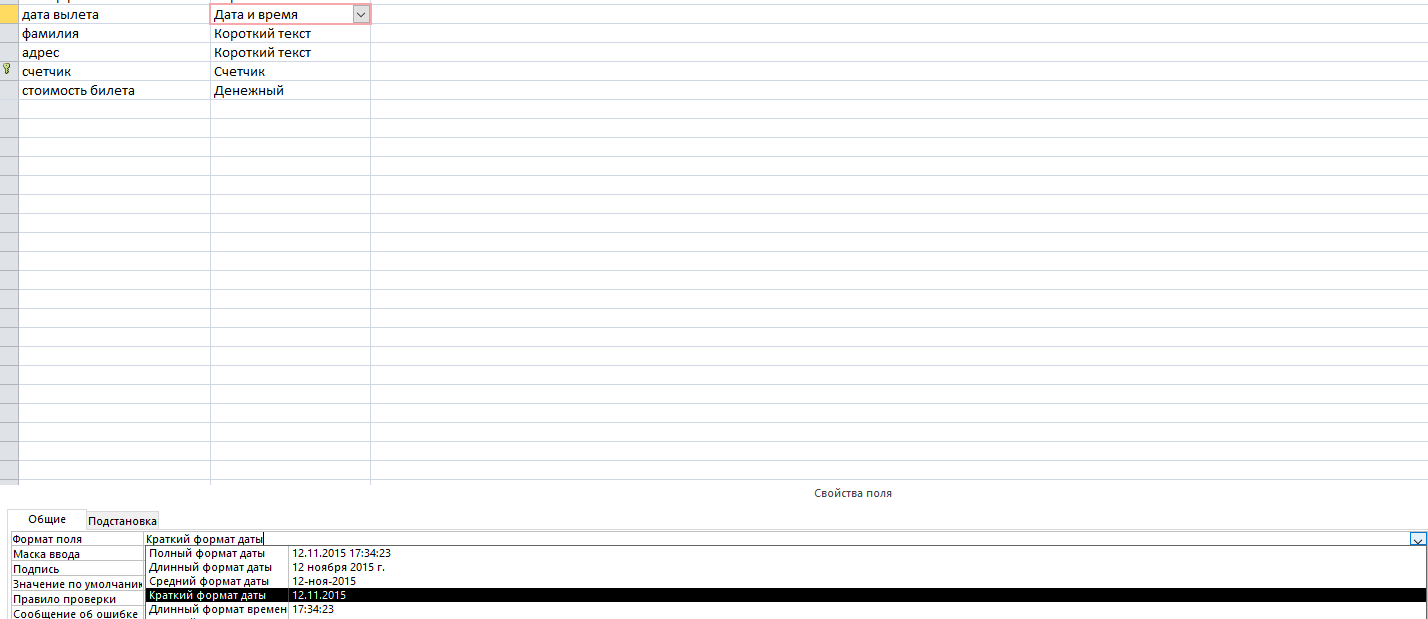 дата вылета Дата и время
фамилия Короткий текст
адрес Короткий текст
счетчик Счетчик
стоимость билета Денежный
Свойства поля
Общие Подстановка
Формат поля Краткий формат даты
Маска ввода Полный формат даты 12.11.2015 17:34:23
Подпись Длинный формат даты 12 ноября 2015 г.
Значение по умолчани Средний формат даты 12-ноя-2015
Правило проверки Краткий формат даты 12.11.2015
Сообщение об ошибке Длинный формат времен 17:34:23